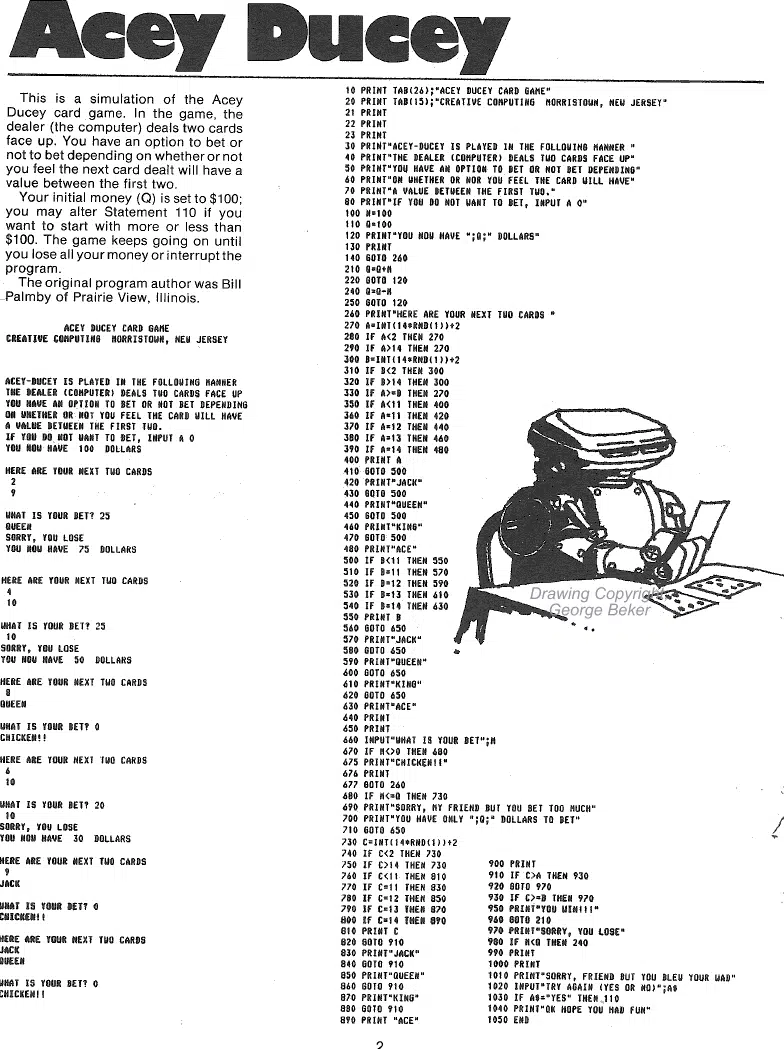 Acey Ducey
This is a simulation of the Acey
Ducey card game. In the game, the
dealer (the computer) deals two cards
face up. You have an option to bet or
not to bet depending on whether or not
you feel the next card dealt will have a
value between the first two.
Your initial money (Q) is set to $100;
you may alter Statement 110 if you
want to start with more or less than
$100. The game keeps going on until
you lose all your money or interrupt the
program.
The original program author was Bill
Palmby of Prairie View, Illinois.
ACEY DUCEY CARD GAME
CREATIVE COMPUTING MORRISTOWN, NEW JERSEY
ACEY-DUCEY IS PLAYED IN THE FOLLOWING MANNER
THE DEALER (COMPUTER) DEALS TWO CARDS FACE UP
YOU HAVE AN OPTION TO BET OR NOT BET DEPENDING
ON WHETHER OR NOT YOU FEEL THE CARD WILL HAVE
A VALUE BETWEEN THE FIRST TWO.
IF YOU DO NOT WANT TO BET, INPUT A 0
YOU NOW HAVE 100 DOLLARS
HERE ARE YOUR NEXT TWO CARDS
2
9
WHAT IS YOUR BET? 25
QUEEN
SORRY, YOU LOSE
YOU NOW HAVE 75 DOLLARS
HERE ARE YOUR NEXT TWO CARDS
4
10
WHAT IS YOUR BET? 25
10
SORRY, YOU LOSE
YOU NOW HAVE 50 DOLLARS
HERE ARE YOUR NEXT TWO CARDS
8
QUEEN
WHAT IS YOUR BET? 0
CHICKEN!!
HERE ARE YOUR NEXT TWO CARDS
6
10
WHAT IS YOUR BET? 20
10
SORRY, YOU LOSE
YOU NOW HAVE 30 DOLLARS
HERE ARE YOUR NEXT TWO CARDS
9
JACK
WHAT IS YOUR BET? 0
CHICKEN!!
HERE ARE YOUR NEXT TWO CARDS
JACK
QUEEN
WHAT IS YOUR BET? 0
CHICKEN!!
10 PRINT TAB(26);"ACEY DUCEY CARD GAME"
20 PRINT TAB(15);"CREATIVE COMPUTING MORRISTOWN, NEW JERSEY"
21 PRINT
22 PRINT
23 PRINT
30 PRINT"ACEY-DUCEY IS PLAYED IN THE FOLLOWING MANNER "
40 PRINT"THE DEALER (COMPUTER) DEALS TWO CARDS FACE UP"
50 PRINT"YOU HAVE AN OPTION TO BET OR NOT BET DEPENDING"
60 PRINT"ON WHETHER OR NOR YOU FEEL THE CARD WILL HAVE"
70 PRINT"A VALUE BETWEEN THE FIRST TWO."
80 PRINT"IF YOU DO NOT WANT TO BET, INPUT A 0"
100 N=100
110 Q=100
120 PRINT"YOU NOW HAVE ";Q;" DOLLARS"
130 PRINT
140 GOTO 260
210 Q=Q+M
220 GOTO 120
240 Q=Q-M
250 GOTO 120
260 PRINT"HERE ARE YOUR NEXT TWO CARDS "
270 A=INT(14*RND(1))+2
280 IF A<2 THEN 270
290 IF A>14 THEN 270
300 B=INT(14*RND(1))+2
310 IF B<2 THEN 300
320 IF B>14 THEN 300
330 IF A>=B THEN 270
350 IF A<11 THEN 400
360 IF A=11 THEN 420
370 IF A=12 THEN 440
380 IF A=13 THEN 460
390 IF A=14 THEN 480
400 PRINT A
410 GOTO 500
420 PRINT"JACK"
430 GOTO 500
440 PRINT"QUEEN"
450 GOTO 500
460 PRINT"KING"
470 GOTO 500
480 PRINT"ACE"
500 IF B<11 THEN 550
510 IF B=11 THEN 570
520 IF B=12 THEN 590
530 IF B=13 THEN 610
540 IF B=14 THEN 630
550 PRINT B
560 GOTO 650
570 PRINT"JACK"
580 GOTO 650
590 PRINT"QUEEN"
600 GOTO 650
610 PRINT"KING"
620 GOTO 650
630 PRINT"ACE"
640 PRINT
650 PRINT
660 INPUT"WHAT IS YOUR BET";M
670 IF M<>0 THEN 680
675 PRINT"CHICKEN!!"
676 PRINT
677 GOTO 260
680 IF M<=Q THEN 730
690 PRINT"SORRY, MY FRIEND BUT YOU BET TOO MUCH"
700 PRINT"YOU HAVE ONLY ";Q;" DOLLARS TO BET"
710 GOTO 650
730 C=INT(14*RND(1))+2
740 IF C<2 THEN 730
750 IF C>14 THEN 730
760 IF C<11 THEN 810
770 IF C=11 THEN 830
780 IF C=12 THEN 850
790 IF C=13 THEN 870
800 IF C=14 THEN 890
810 PRINT C
820 GOTO 910
830 PRINT"JACK"
840 GOTO 910
850 PRINT"QUEEN"
860 GOTO 910
870 PRINT"KING"
880 GOTO 910
890 PRINT "ACE"
900 PRINT
910 IF C>A THEN 930
920 GOTO 970
930 IF C>=B THEN 970
950 PRINT"YOU WIN!!!"
960 GOTO 210
970 PRINT"SORRY, YOU LOSE"
980 IF M<Q THEN 240
990 PRINT
1000 PRINT
1010 PRINT"SORRY, FRIEND BUT YOU BLEW YOUR WAD"
1020 INPUT"TRY AGAIN (YES OR NO)";A$
1030 IF A$="YES" THEN 110
1040 PRINT"OK HOPE YOU HAD FUN"
1050 END
Drawing Copyright
George Beker
2